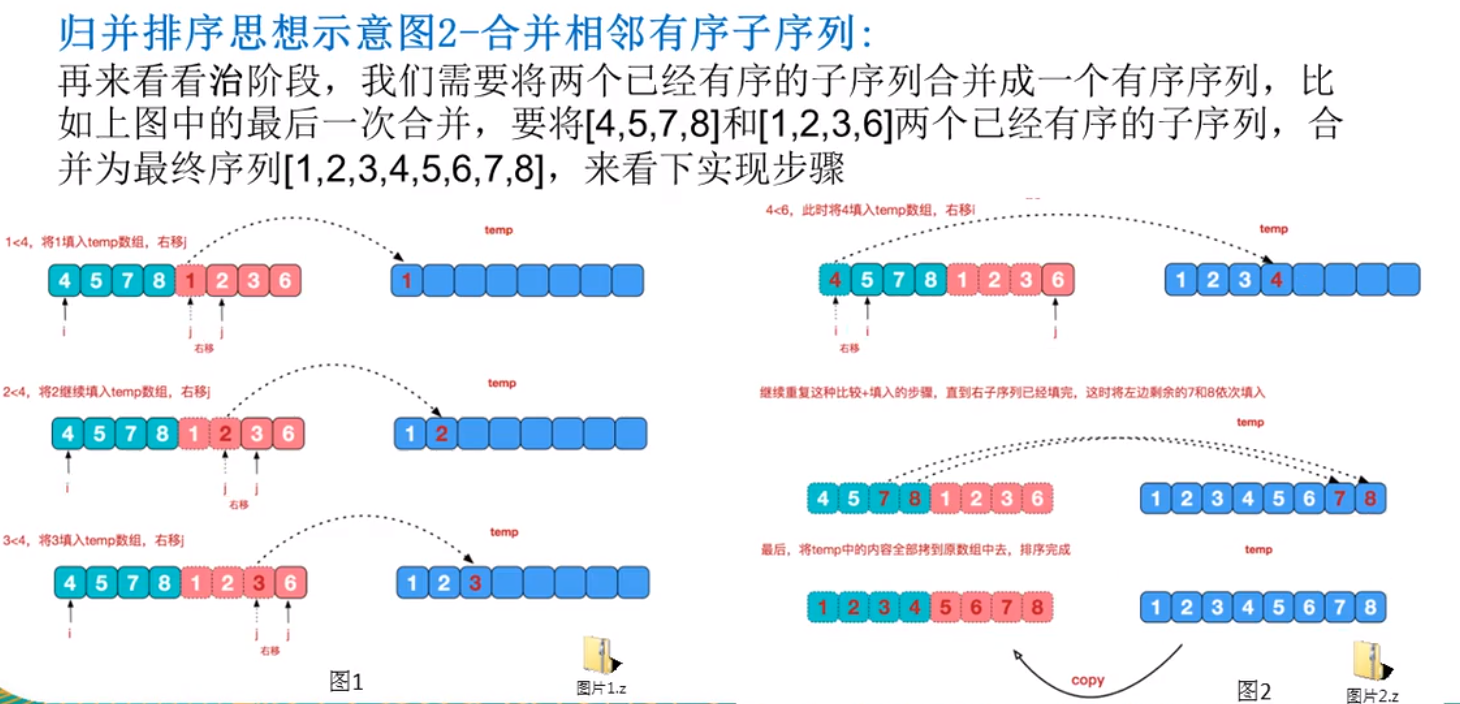 归并排序思想示意图2-合并相邻有序子序列:
再来看看治阶段，我们需要将两个已经有序的子序列合并成一个有序序列，比
如上图中的最后一次合并，要将[4,5,7,8]和[1,2,3,6]两个已经有序的子序列，合
并为最终序列[1,2,3,4,5,6,7,8]，来看下实现步骤
1<4，将1填入temp数组，右移j
temp
4 5 7 8 1 2 3 6
1
i j j
右移
2<4，将2继续填入temp数组，右移j
temp
4 5 7 8 1 2 3 6
1 2
i j j
右移
3<4，将3填入temp数组，右移j
temp
4 5 7 8 1 2 3 6
1 2 3
i j j
右移
图1
图片1.z
4<6，此时将4填入temp数组，右移i
temp
4 5 7 8 1 2 3 6
1 2 3 4
i i j
右移
继续重复这种比较+填入的步骤，直到右子序列已经填完，这时将左边剩余的7和8依次填入
temp
4 5 7 8 1 2 3 6
1 2 3 4 5 6 7 8
最后，将temp中的内容全部拷到原数组中去，排序完成
temp
1 2 3 4 5 6 7 8
1 2 3 4 5 6 7 8
copy
图2
图片2.z